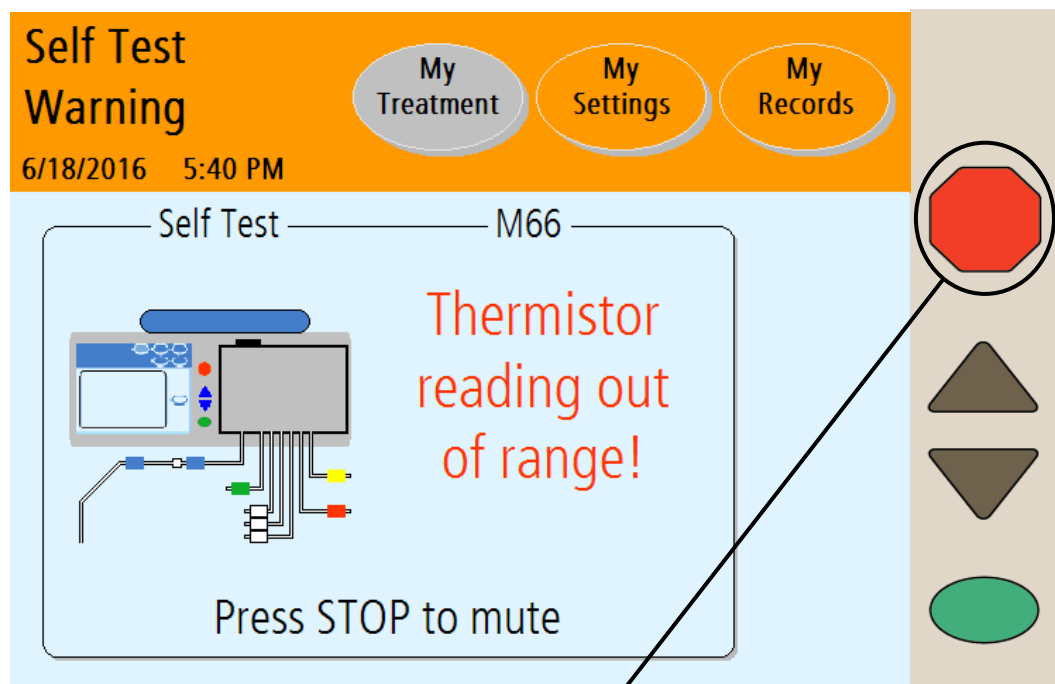 Self Test
Warning
6/18/2016 5:40 PM
My
Treatment
My
Settings
My
Records
Self Test M66
Thermistor
reading out
of range!
Press STOP to mute